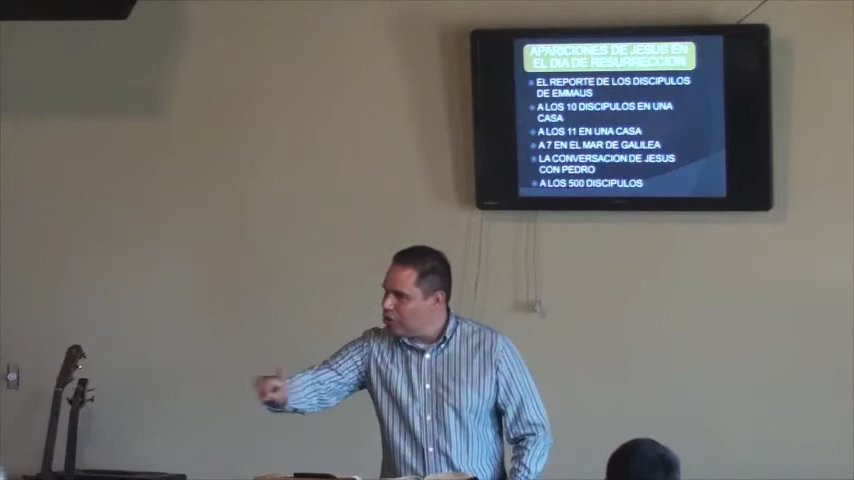 APARICIONES DE JESUS EN
EL DIA DE RESURRECCION
EL REPORTE DE LOS DISCIPULOS
DE EMMAUS
A LOS 10 DISCIPULOS EN UNA
CASA
A LOS 11 EN UNA CASA
A 7 EN EL MAR DE GALILEA
LA CONVERSACION DE JESUS
CON PEDRO
A LOS 500 DISCIPULOS